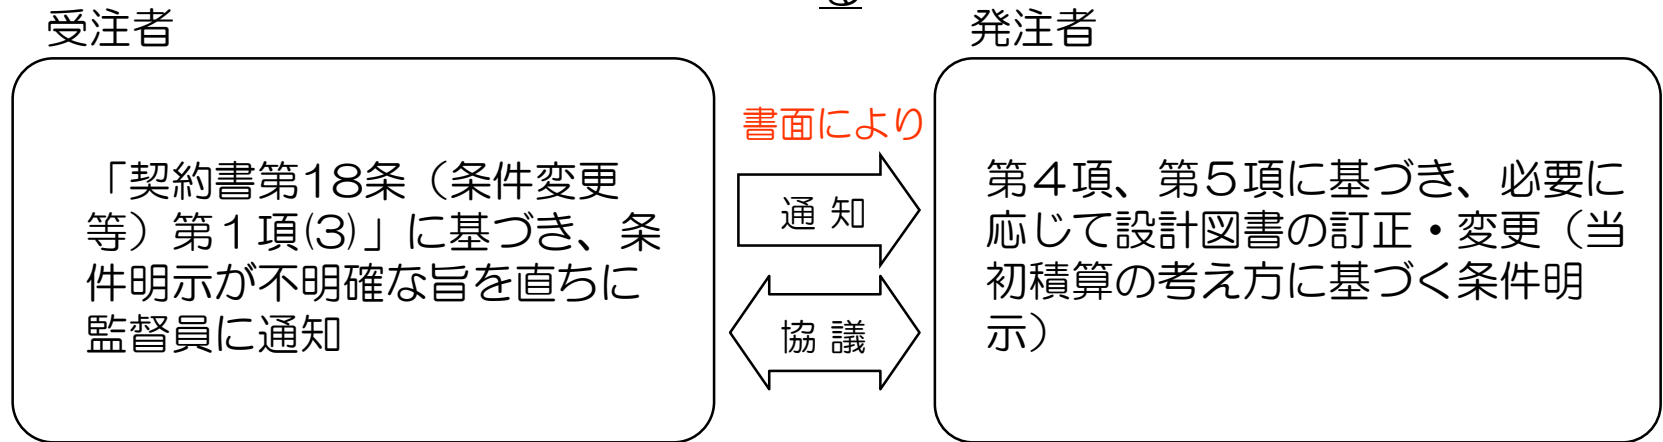 受注者
発注者
「契約書第18条（条件変更
等）第１項(3)」に基づき、条
件明示が不明確な旨を直ちに
監督員に通知
書面により
通 知
協 議
第４項、第５項に基づき、必要に
応じて設計図書の訂正・変更（当
初積算の考え方に基づく条件明
示）